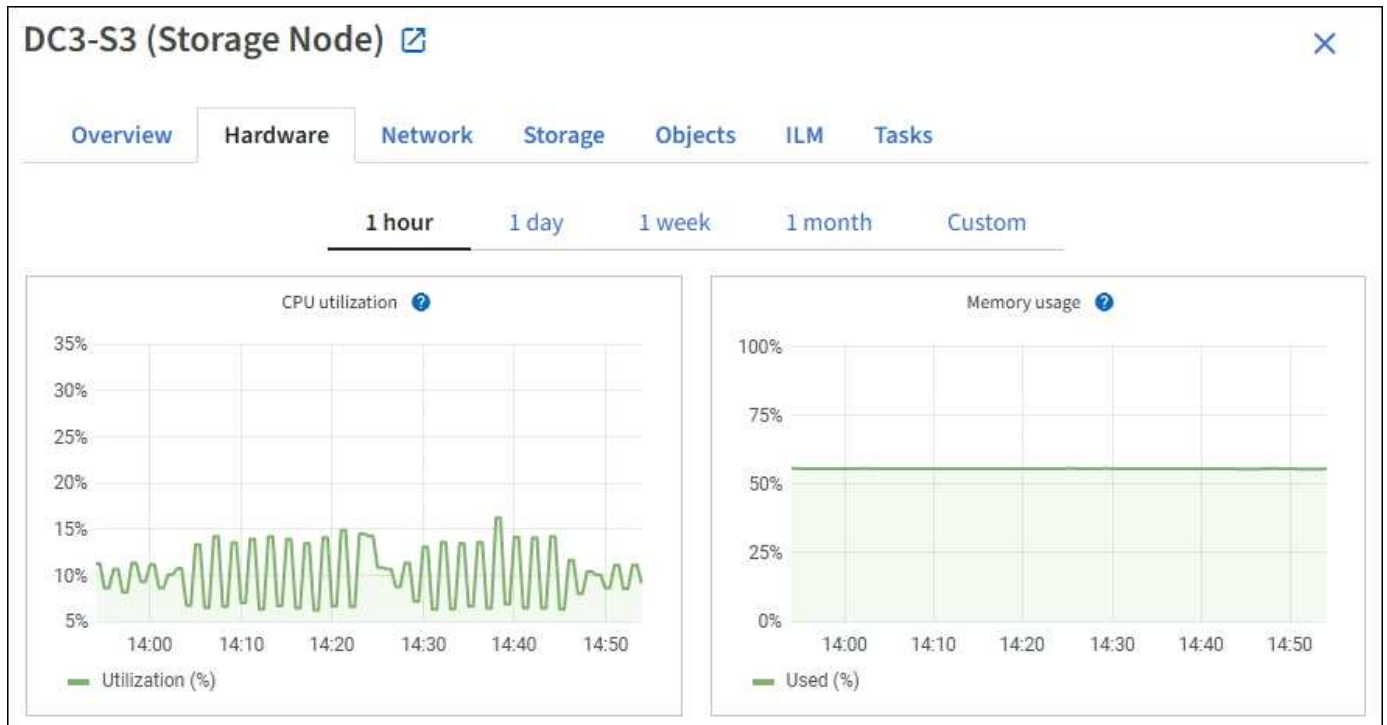 DC3-S3 (Storage Node)
Overview Hardware Network Storage Objects ILM Tasks
1 hour 1 day 1 week 1 month Custom
CPU utilization ?
35%
30%
25%
20%
15%
10%
5%
14:00 14:10 14:20 14:30 14:40 14:50
Utilization (%)
Memory usage ?
100%
75%
50%
25%
0%
14:00 14:10 14:20 14:30 14:40 14:50
Used (%)